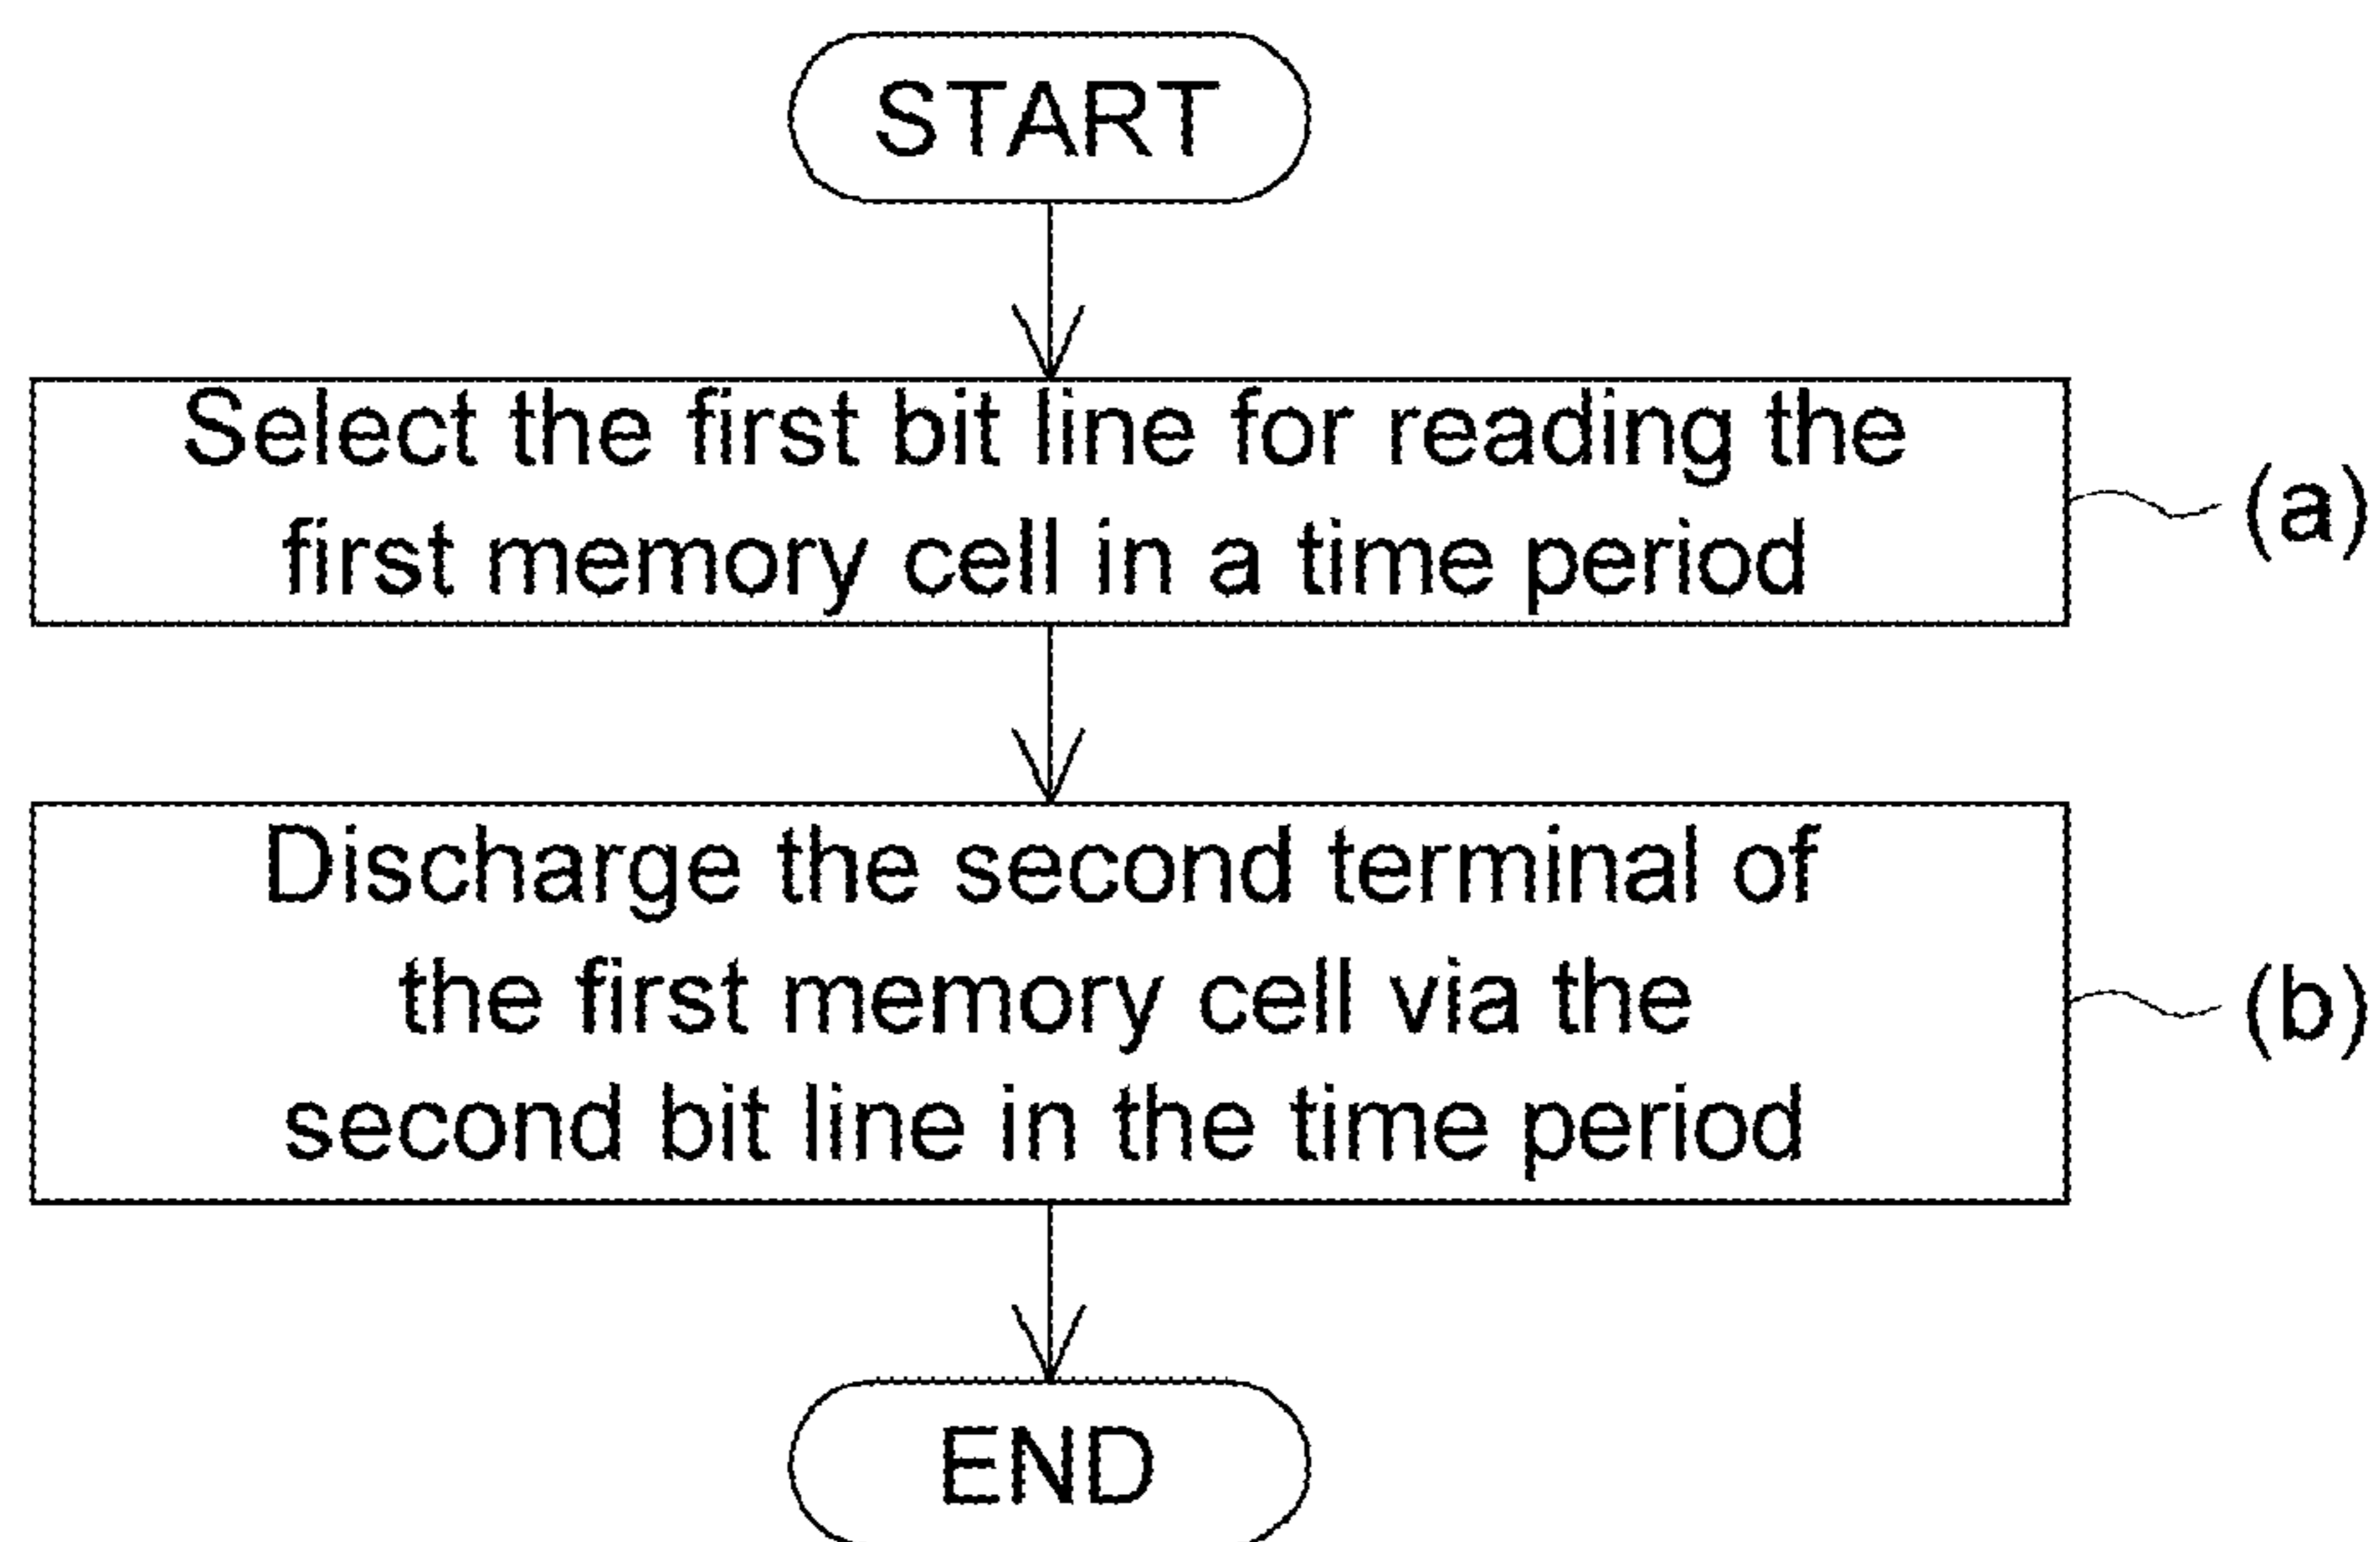 START
Select the first bit line for reading the
first memory cell in a time period
(a)
Discharge the second terminal of
the first memory cell via the
second bit line in the time period
(b)
END